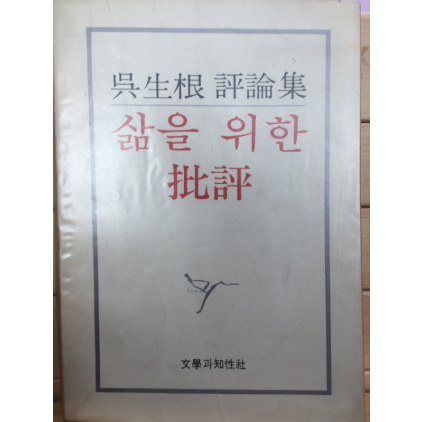 吳生根 評論集
삶을 위한
批評
文學과知性社